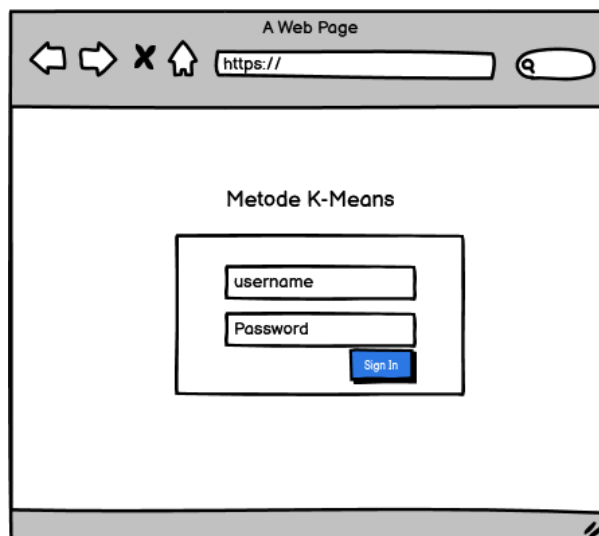 A Web Page
https://
Metode K-Means
username
Password
Sign In